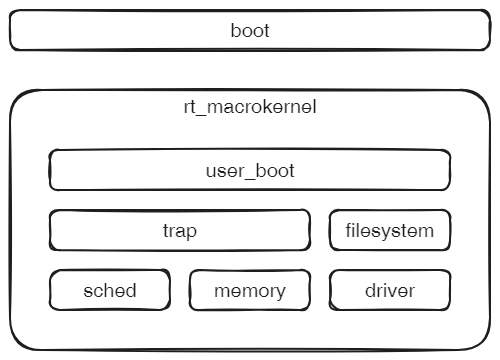 boot
rt_macrokernel
user_boot
trap filesystem
sched memory driver